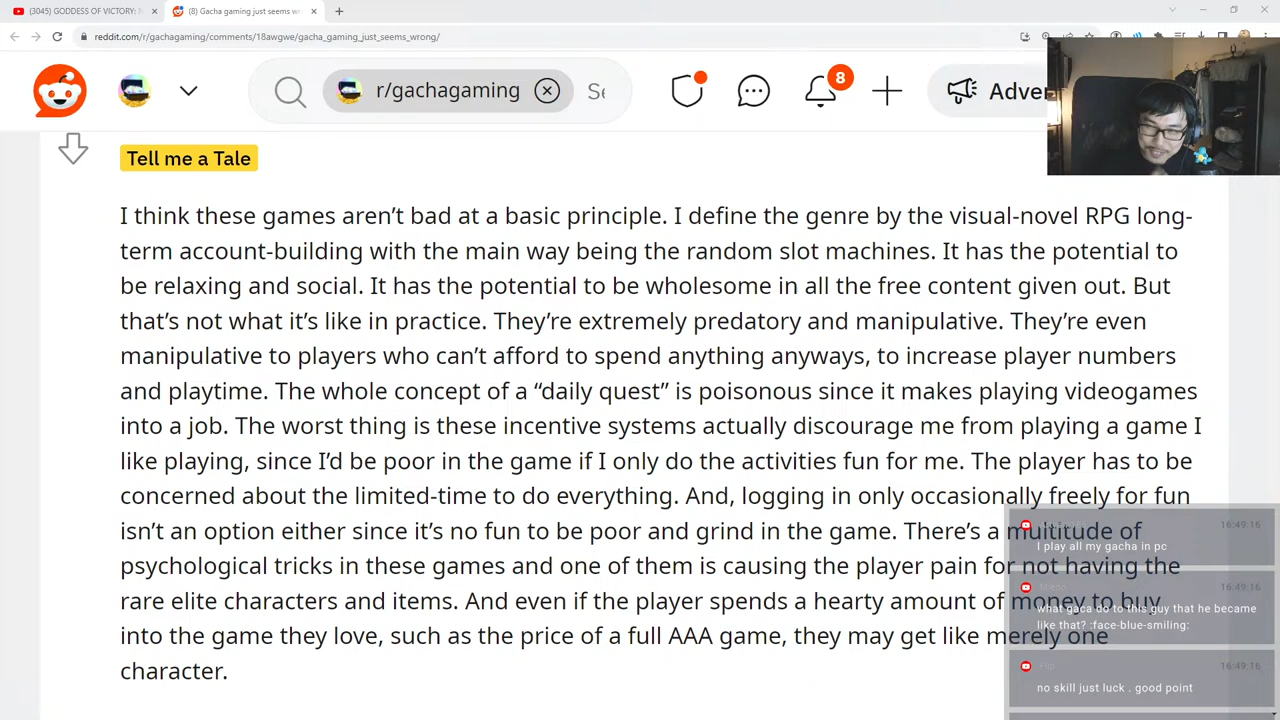 (3045) GODDESS OF VICTORY: N
(8) Gacha gaming just seems w
reddit.com/r/gachagaming/comments/18awgwe/gacha_gaming_just_seems_wrong/
r/gachagaming
Se
8
Adver
Tell me a Tale
I think these games aren't bad at a basic principle. I define the genre by the visual-novel RPG long-
term account-building with the main way being the random slot machines. It has the potential to
be relaxing and social. It has the potential to be wholesome in all the free content given out. But
that's not what it's like in practice. They're extremely predatory and manipulative. They're even
manipulative to players who can't afford to spend anything anyways, to increase player numbers
and playtime. The whole concept of a “daily quest” is poisonous since it makes playing videogames
into a job. The worst thing is these incentive systems actually discourage me from playing a game I
like playing, since I'd be poor in the game if I only do the activities fun for me. The player has to be
concerned about the limited-time to do everything. And, logging in only occasionally freely for fun
isn't an option either since it's no fun to be poor and grind in the game. There's a multitude of
psychological tricks in these games and one of them is causing the player pain for not having the
rare elite characters and items. And even if the player spends a hearty amount of money to buy
into the game they love, such as the price of a full AAA game, they may get like merely one
character.
16:49:16
I play all my gacha in pc
16:49:16
what gaca do to this guy that he became
like that? :face-blue-smiling:
Flip
16:49:16
no skill just luck . good point